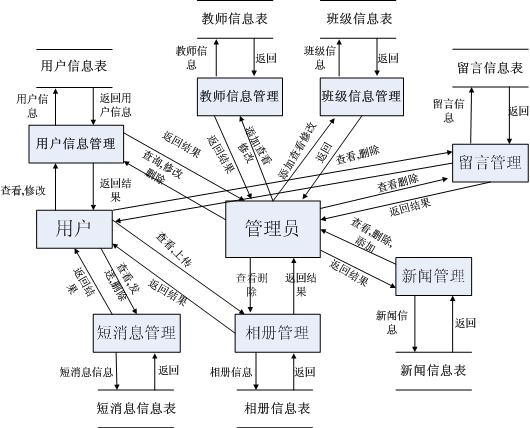 教师信息表
班级信息表
教师信
息
返回
班级信
息
返回
用户信息表
留言信息表
用户信
息
返回用
户信息
教师信息管理
班级信息管理
留言信
息
返回
用户信息管理
返回结果
返回结果
添加查看
修改
添加查看修改
返回
留言管理
查看,修改
返回结果
查询,修改
删除
查看,删除
查看删除
返回结果
用户
管理员
查看,删除,
添加
返回结果
新闻管理
返回结
果
查看,发
送,删除
查看,上传
返回结果
查看删
除
返回结
果
新闻信
息
返回
短消息管理
相册管理
短消息信息
返回
相册信息
返回
新闻信息表
短消息信息表
相册信息表